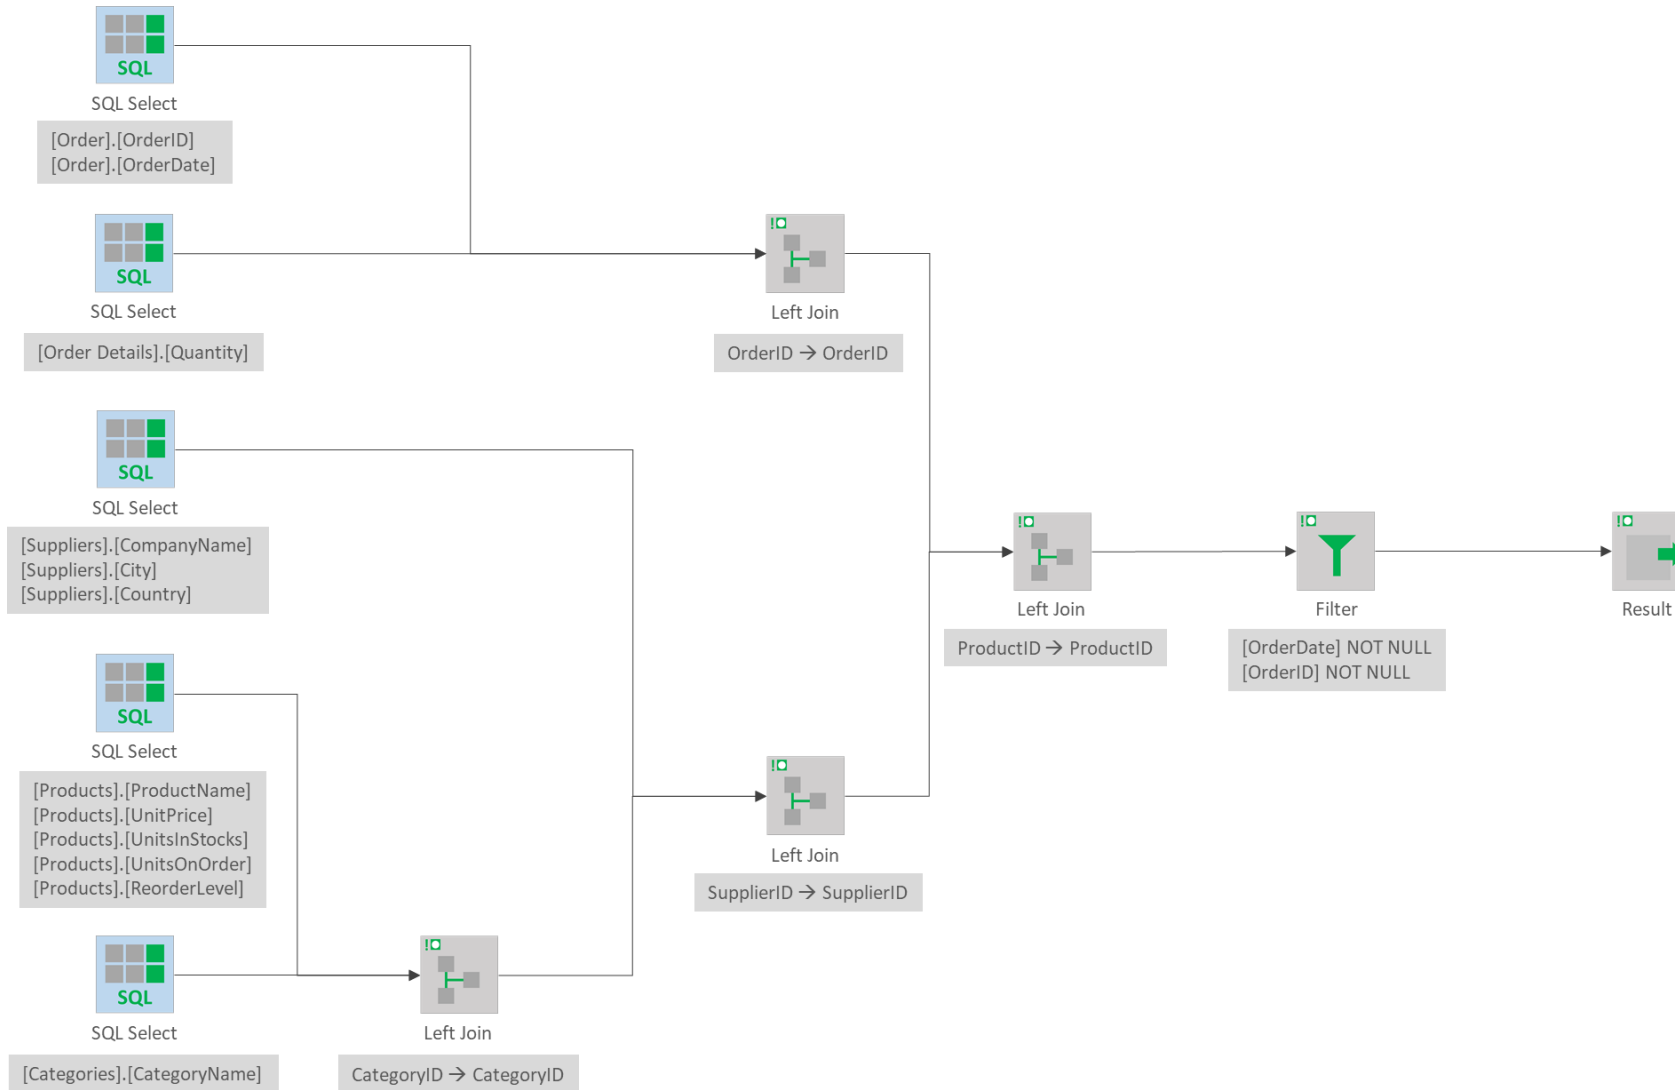 SQL
SQL Select
[Order].[OrderID]
[Order].[OrderDate]
SQL
SQL Select
[Order Details].[Quantity]
Left Join
OrderID → OrderID
SQL
SQL Select
[Suppliers].[CompanyName]
[Suppliers].[City]
[Suppliers].[Country]
Left Join
ProductID → ProductID
Filter
[OrderDate] NOT NULL
[OrderID] NOT NULL
Result
SQL
SQL Select
[Products].[ProductName]
[Products].[UnitPrice]
[Products].[UnitsInStocks]
[Products].[UnitsOnOrder]
[Products].[ReorderLevel]
Left Join
SupplierID → SupplierID
SQL
SQL Select
[Categories].[CategoryName]
Left Join
CategoryID → CategoryID